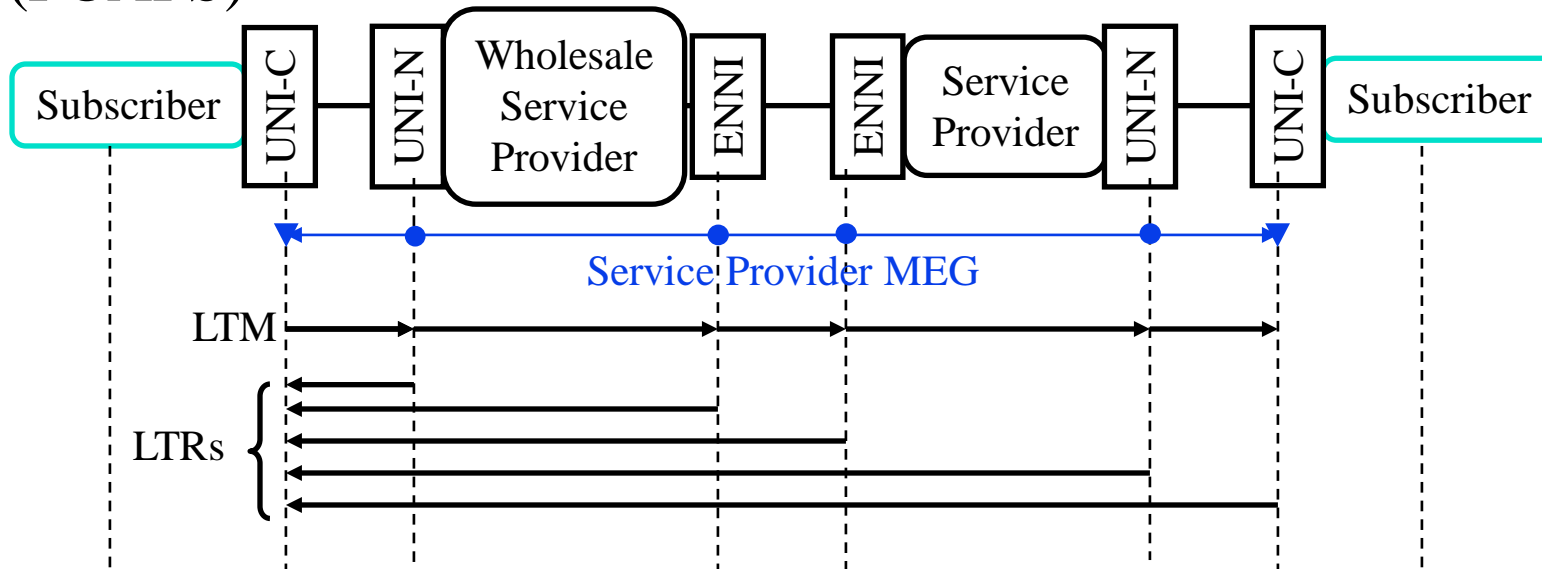 Subscriber
UNI-C
UNI-N
Wholesale
Service
Provider
ENNI
ENNI
Service
Provider
UNI-N
UNI-C
Subscriber
Service Provider MEG
LTM
LTRs